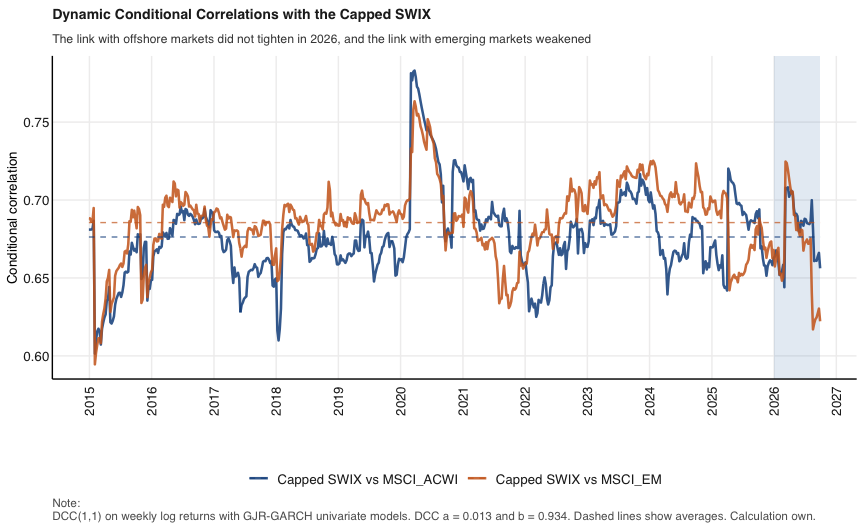 Dynamic Conditional Correlations with the Capped SWIX
The link with offshore markets did not tighten in 2026, and the link with emerging markets weakened
Conditional correlation
0.75
0.70
0.65
0.60
2015
2016
2017
2018
2019
2020
2021
2022
2023
2024
2025
2026
2027
Capped SWIX vs MSCI_ACWI
Capped SWIX vs MSCI_EM
Note:
DCC(1,1) on weekly log returns with GJR-GARCH univariate models. DCC a = 0.013 and b = 0.934. Dashed lines show averages. Calculation own.